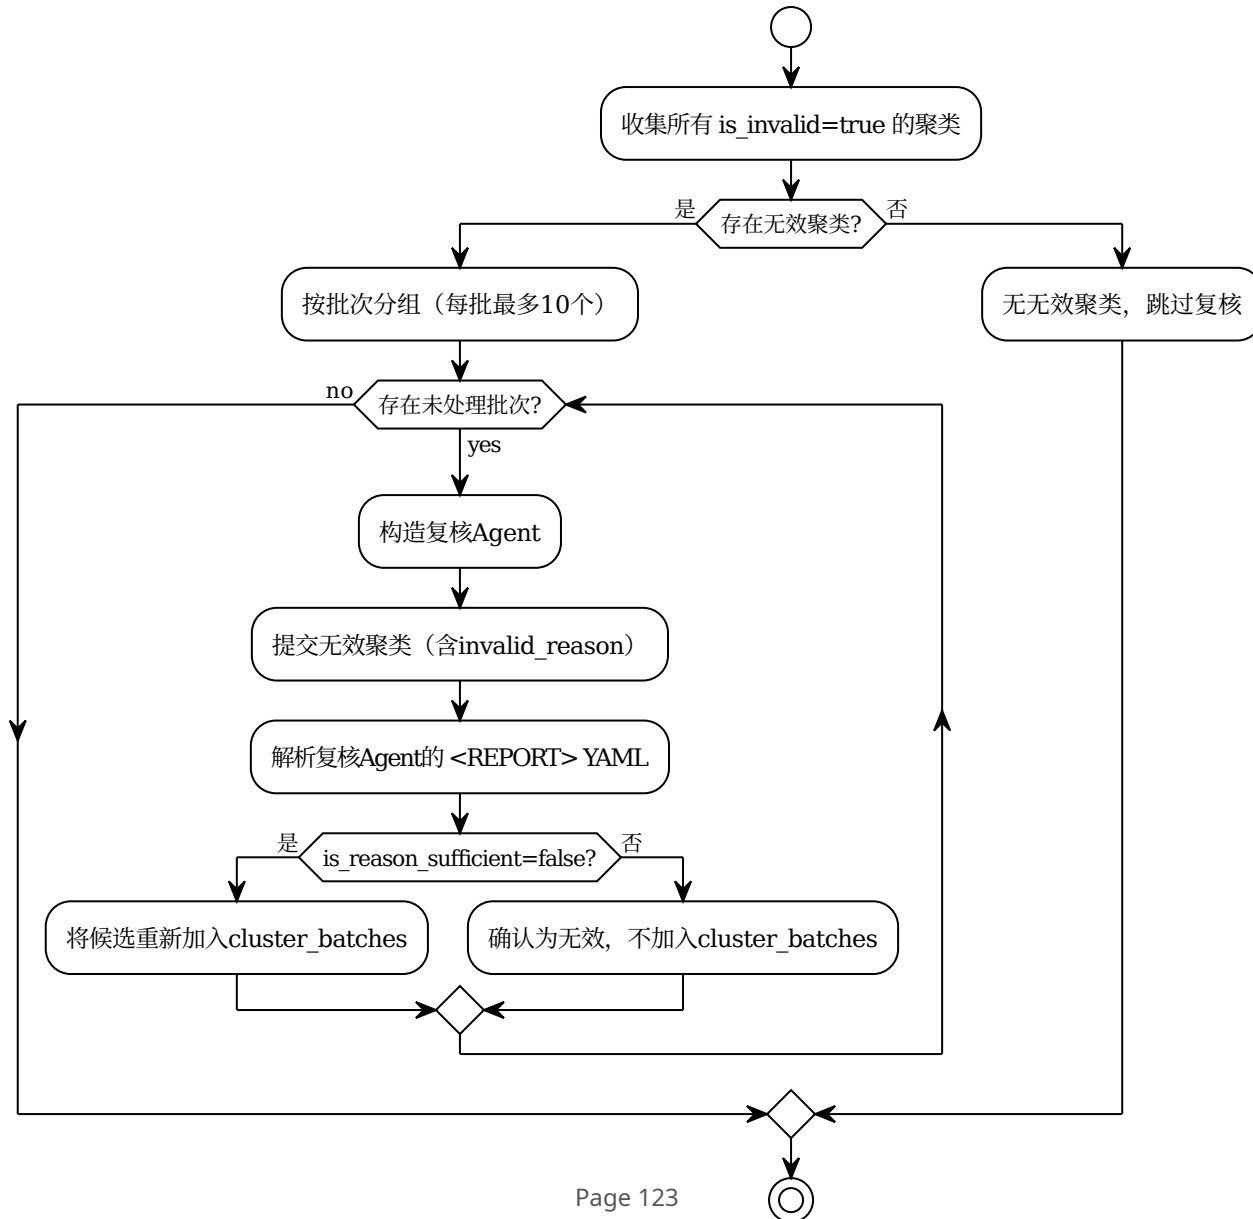 收集所有 is_invalid=true 的聚类
是
存在无效聚类?
否
按批次分组（每批最多10个）
无无效聚类，跳过复核
no
存在未处理批次?
yes
构造复核Agent
提交无效聚类（含invalid_reason）
解析复核Agent的 <REPORT> YAML
是
is_reason_sufficient=false?
否
将候选重新加入cluster_batches
确认为无效，不加入cluster_batches
Page 123